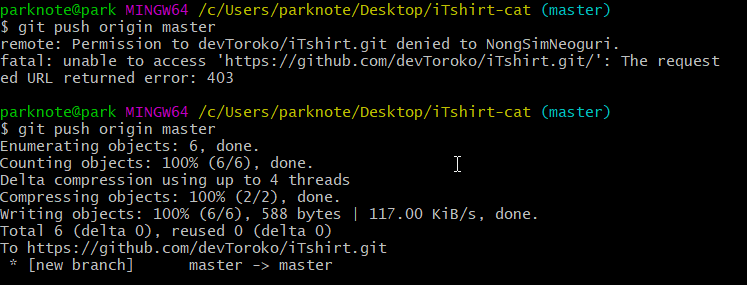 parknote@park MINGW64 /c/Users/parknote/Desktop/iTshirt-cat (master)
$ git push origin master
remote: Permission to devToroko/iTshirt.git denied to NongSimNeoguri.
fatal: unable to access 'https://github.com/devToroko/iTshirt.git/': The request
ed URL returned error: 403
parknote@park MINGW64 /c/Users/parknote/Desktop/iTshirt-cat (master)
$ git push origin master
Enumerating objects: 6, done.
Counting objects: 100% (6/6), done.
Delta compression using up to 4 threads
Compressing objects: 100% (2/2), done.
Writing objects: 100% (6/6), 588 bytes | 117.00 KiB/s, done.
Total 6 (delta 0), reused 0 (delta 0)
To https://github.com/devToroko/iTshirt.git
 * [new branch]      master -> master